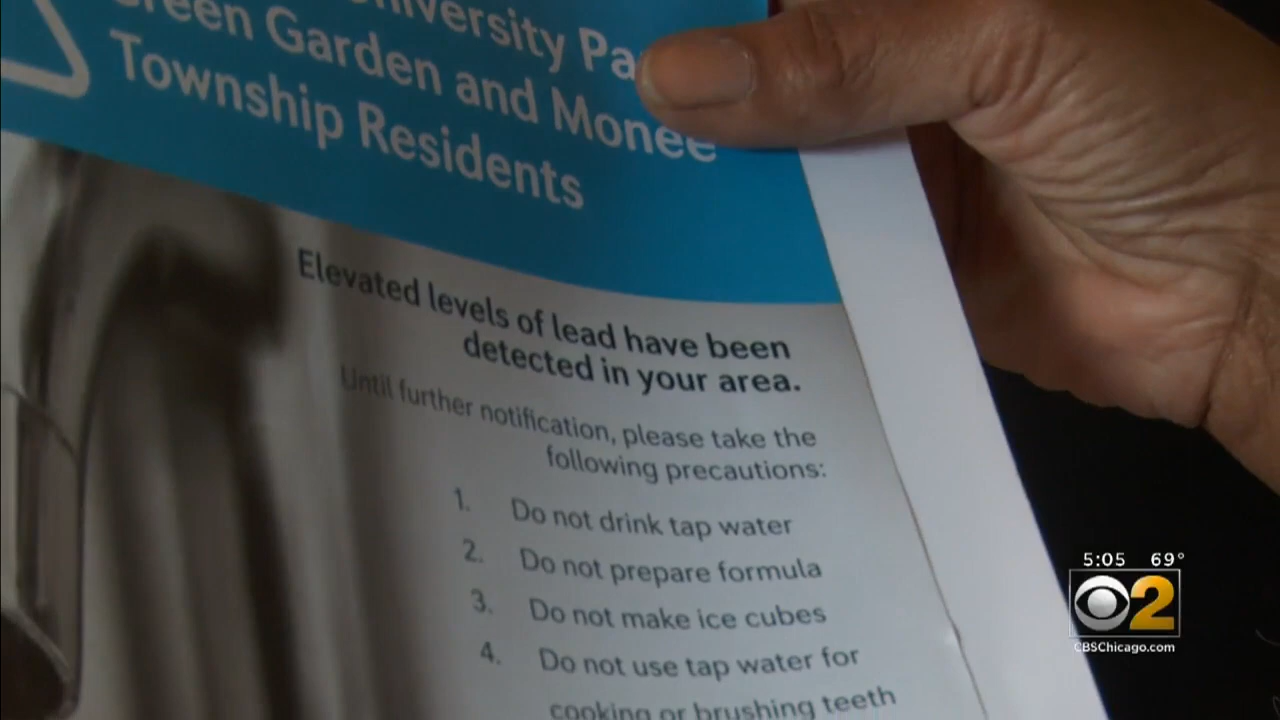 Green Garden and Monee
Township Residents
Elevated levels of lead have been
detected in your area.
Until further notification, please take the
following precautions:
1. Do not drink tap water
2. Do not prepare formula
3. Do not make ice cubes
4. Do not use tap water for
cooking or brushing teeth
5:05 69°
2
CBSChicago.com